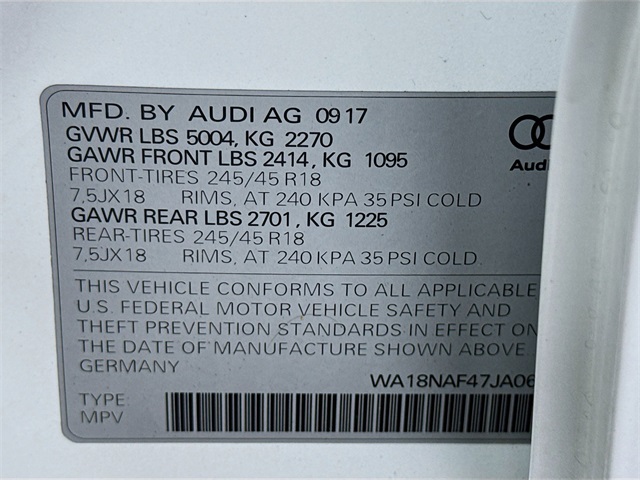 MFD. BY AUDI AG 09 17
GVWR LBS 5004, KG 2270
GAWR FRONT LBS 2414, KG 1095
FRONT-TIRES 245/45 R18
7,5JX18 RIMS, AT 240 KPA 35 PSI COLD
GAWR REAR LBS 2701, KG 1225
REAR-TIRES 245/45 R18
7,5JX18 RIMS, AT 240 KPA 35 PSI COLD.
Audi
THIS VEHICLE CONFORMS TO ALL APPLICABLE
U.S. FEDERAL MOTOR VEHICLE SAFETY AND
THEFT PREVENTION STANDARDS IN EFFECT ON
THE DATE OF MANUFACTURE SHOWN ABOVE.
GERMANY
WA18NAF47JA06
TYPE:
MPV